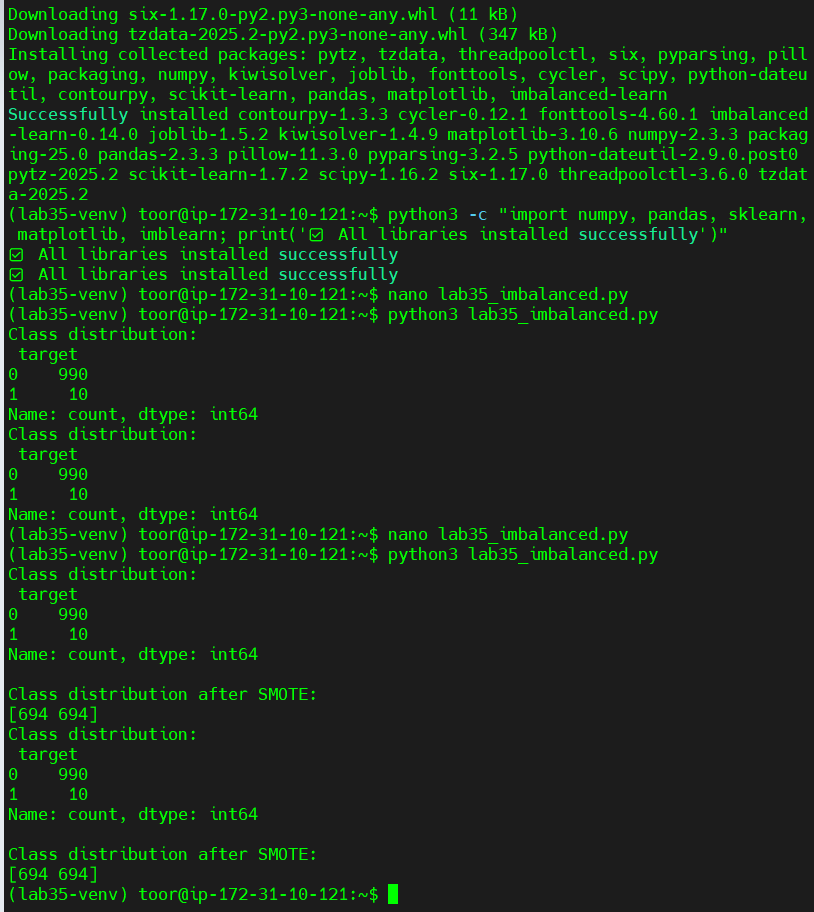 Downloading six-1.17.0-py2.py3-none-any.whl (11 kB)
Downloading tzdata-2025.2-py2.py3-none-any.whl (347 kB)
Installing collected packages: pytz, tzdata, threadpoolctl, six, pyparsing, pill
ow, packaging, numpy, kiwisolver, joblib, fonttools, cycler, scipy, python-dateu
til, contourpy, scikit-learn, pandas, matplotlib, imbalanced-learn
Successfully installed contourpy-1.3.3 cycler-0.12.1 fonttools-4.60.1 imbalanced
-learn-0.14.0 joblib-1.5.2 kiwisolver-1.4.9 matplotlib-3.10.6 numpy-2.3.3 packag
ing-25.0 pandas-2.3.3 pillow-11.3.0 pyparsing-3.2.5 python-dateutil-2.9.0.post0
pytz-2025.2 scikit-learn-1.7.2 scipy-1.16.2 six-1.17.0 threadpoolctl-3.6.0 tzdat
a-2025.2
(lab35-venv) toor@ip-172-31-10-121:~$ python3 -c "import numpy, pandas, sklearn,
 matplotlib, imblearn; print('☑ All libraries installed successfully')"
☑ All libraries installed successfully
☑ All libraries installed successfully
(lab35-venv) toor@ip-172-31-10-121:~$ nano lab35_imbalanced.py
(lab35-venv) toor@ip-172-31-10-121:~$ python3 lab35_imbalanced.py
Class distribution:
 target
0    990
1     10
Name: count, dtype: int64
Class distribution:
 target
0    990
1     10
Name: count, dtype: int64
(lab35-venv) toor@ip-172-31-10-121:~$ nano lab35_imbalanced.py
(lab35-venv) toor@ip-172-31-10-121:~$ python3 lab35_imbalanced.py
Class distribution:
 target
0    990
1     10
Name: count, dtype: int64

Class distribution after SMOTE:
[694 694]
Class distribution:
 target
0    990
1     10
Name: count, dtype: int64

Class distribution after SMOTE:
[694 694]
(lab35-venv) toor@ip-172-31-10-121:~$